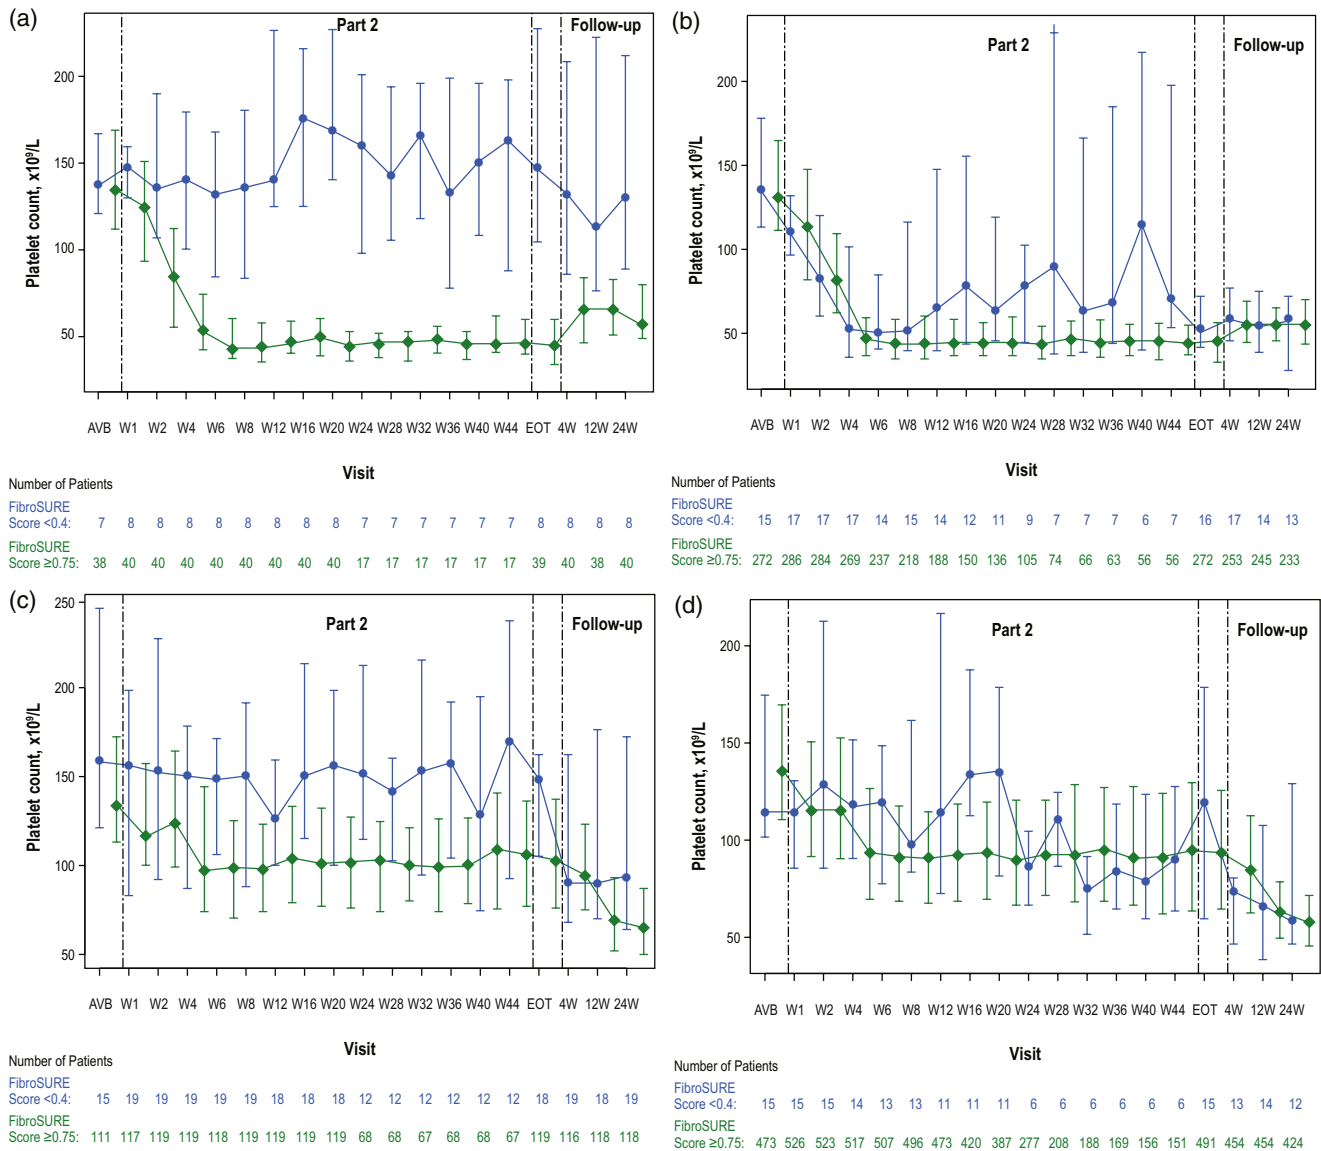 (a)
Part 2
Follow-up
Platelet count, x10⁹/L
200
150
100
50
AVB W1 W2 W4 W6 W8 W12 W16 W20 W24 W28 W32 W36 W40 W44 EOT 4W 12W 24W
Visit
Number of Patients
FibroSURE
Score <0.4: 7 8 8 8 8 8 8 8 8 7 7 7 7 7 7 8 8 8 8
FibroSURE
Score ≥0.75: 38 40 40 40 40 40 40 40 40 17 17 17 17 17 17 39 40 38 40
(b)
Part 2
Follow-up
Platelet count, x10⁹/L
200
150
100
50
AVB W1 W2 W4 W6 W8 W12 W16 W20 W24 W28 W32 W36 W40 W44 EOT 4W 12W 24W
Visit
Number of Patients
FibroSURE
Score <0.4: 15 17 17 17 14 15 14 12 11 9 7 7 7 6 7 16 17 14 13
FibroSURE
Score ≥0.75: 272 286 284 269 237 218 188 150 136 105 74 66 63 56 56 272 253 245 233
(c)
Part 2
Follow-up
Platelet count, x10⁹/L
250
200
150
100
50
AVB W1 W2 W4 W6 W8 W12 W16 W20 W24 W28 W32 W36 W40 W44 EOT 4W 12W 24W
Visit
Number of Patients
FibroSURE
Score <0.4: 15 19 19 19 19 19 18 18 18 12 12 12 12 12 12 18 19 18 19
FibroSURE
Score ≥0.75: 111 117 119 119 118 119 119 119 119 68 68 67 68 68 67 119 116 118 118
(d)
Part 2
Follow-up
Platelet count, x10⁹/L
200
150
100
50
AVB W1 W2 W4 W6 W8 W12 W16 W20 W24 W28 W32 W36 W40 W44 EOT 4W 12W 24W
Visit
Number of Patients
FibroSURE
Score <0.4: 15 15 15 14 13 13 11 11 11 6 6 6 6 6 6 15 13 14 12
FibroSURE
Score ≥0.75: 473 526 523 517 507 496 473 420 387 277 208 188 169 156 151 491 454 454 424